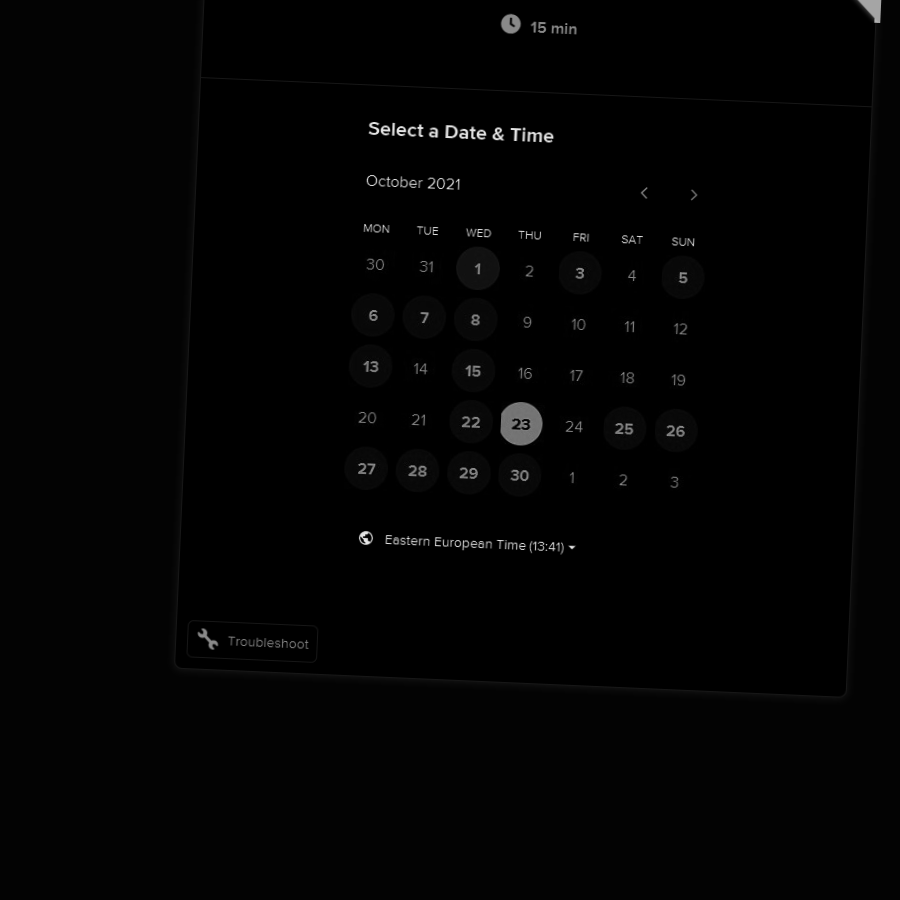 15 min
Select a Date & Time
October 2021
MON TUE WED THU FRI SAT SUN
30 31 1 2 3 4 5
6 7 8 9 10 11 12
13 14 15 16 17 18 19
20 21 22 23 24 25 26
27 28 29 30 1 2 3
Eastern European Time (13:41)
Troubleshoot